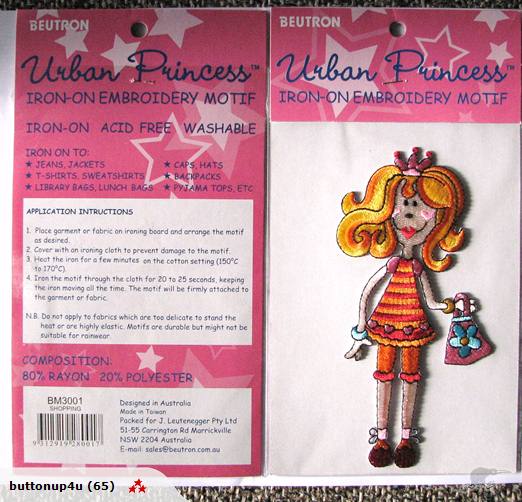 BEUTRON
Urban Princess™
IRON-ON EMBROIDERY MOTIF
IRON-ON ACID FREE WASHABLE
IRON ON TO:
★ JEANS, JACKETS ★ CAPS, HATS
★ T-SHIRTS, SWEATSHIRTS ★ BACKPACKS
★ LIBRARY BAGS, LUNCH BAGS ★ PYJAMA TOPS, ETC
APPLICATION INTRUCTIONS
1. Place garment or fabric on ironing board and arrange the motif
as desired.
2. Cover with an ironing cloth to prevent damage to the motif.
3. Heat the iron for a few minutes on the cotton setting (150°C
to 170°C).
4. Iron the motif through the cloth for 20 to 25 seconds, keeping
the iron moving all the time. The motif will be firmly attached to
the garment or fabric.
N.B. Do not apply to fabrics which are too delicate to stand the
heat or are highly elastic. Motifs are durable but might not be
suitable for rainwear.
COMPOSITION:
80% RAYON 20% POLYESTER
BM3001
SHOPPING
9 312919 280017
Designed in Australia
Made in Taiwan
Packed for J. Leutenegger Pty Ltd
51-55 Carrington Rd Marrickville
NSW 2204 Australia
E-mail: sales@beutron.com
BEUTRON
Urban Princess™
IRON-ON EMBROIDERY MOTIF
buttonup4u (65)